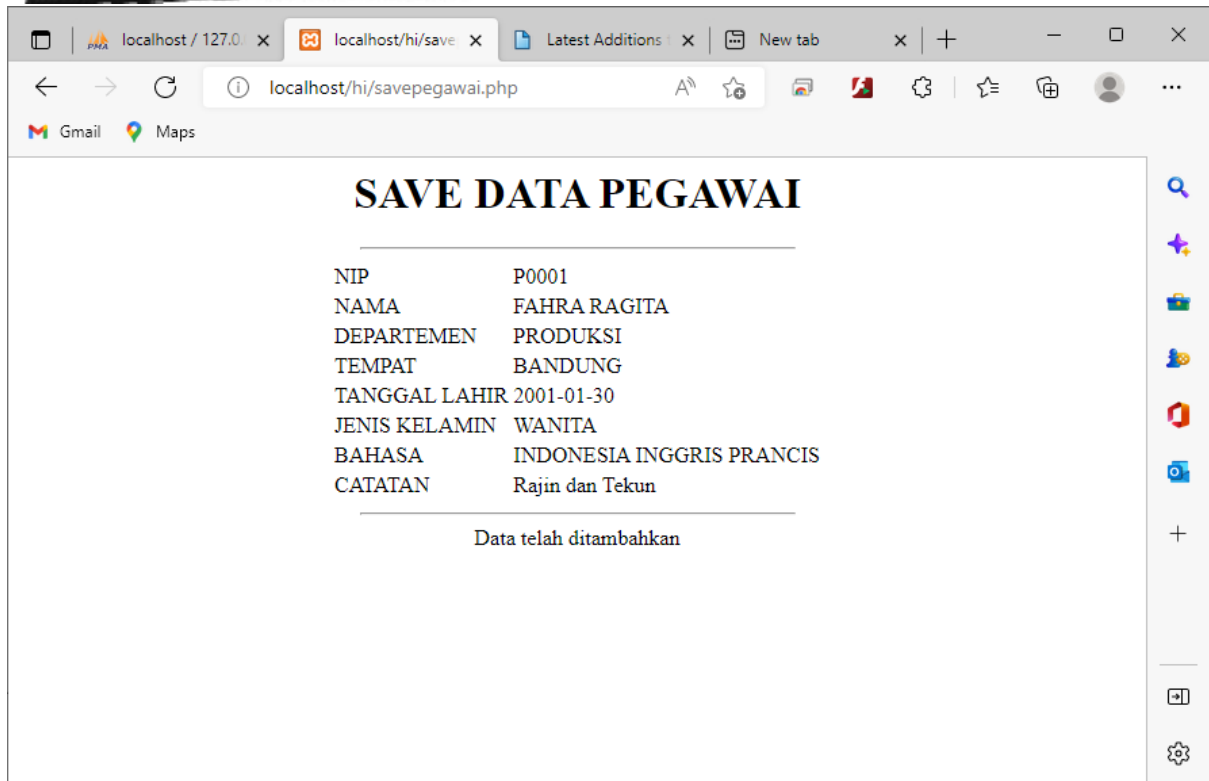 localhost / 127.0.
localhost/hi/save
Latest Additions
New tab
localhost/hi/savepegawai.php
Gmail
Maps
SAVE DATA PEGAWAI
NIP P0001
NAMA FAHRA RAGITA
DEPARTEMEN PRODUKSI
TEMPAT BANDUNG
TANGGAL LAHIR 2001-01-30
JENIS KELAMIN WANITA
BAHASA INDONESIA INGGRIS PRANCIS
CATATAN Rajin dan Tekun
Data telah ditambahkan